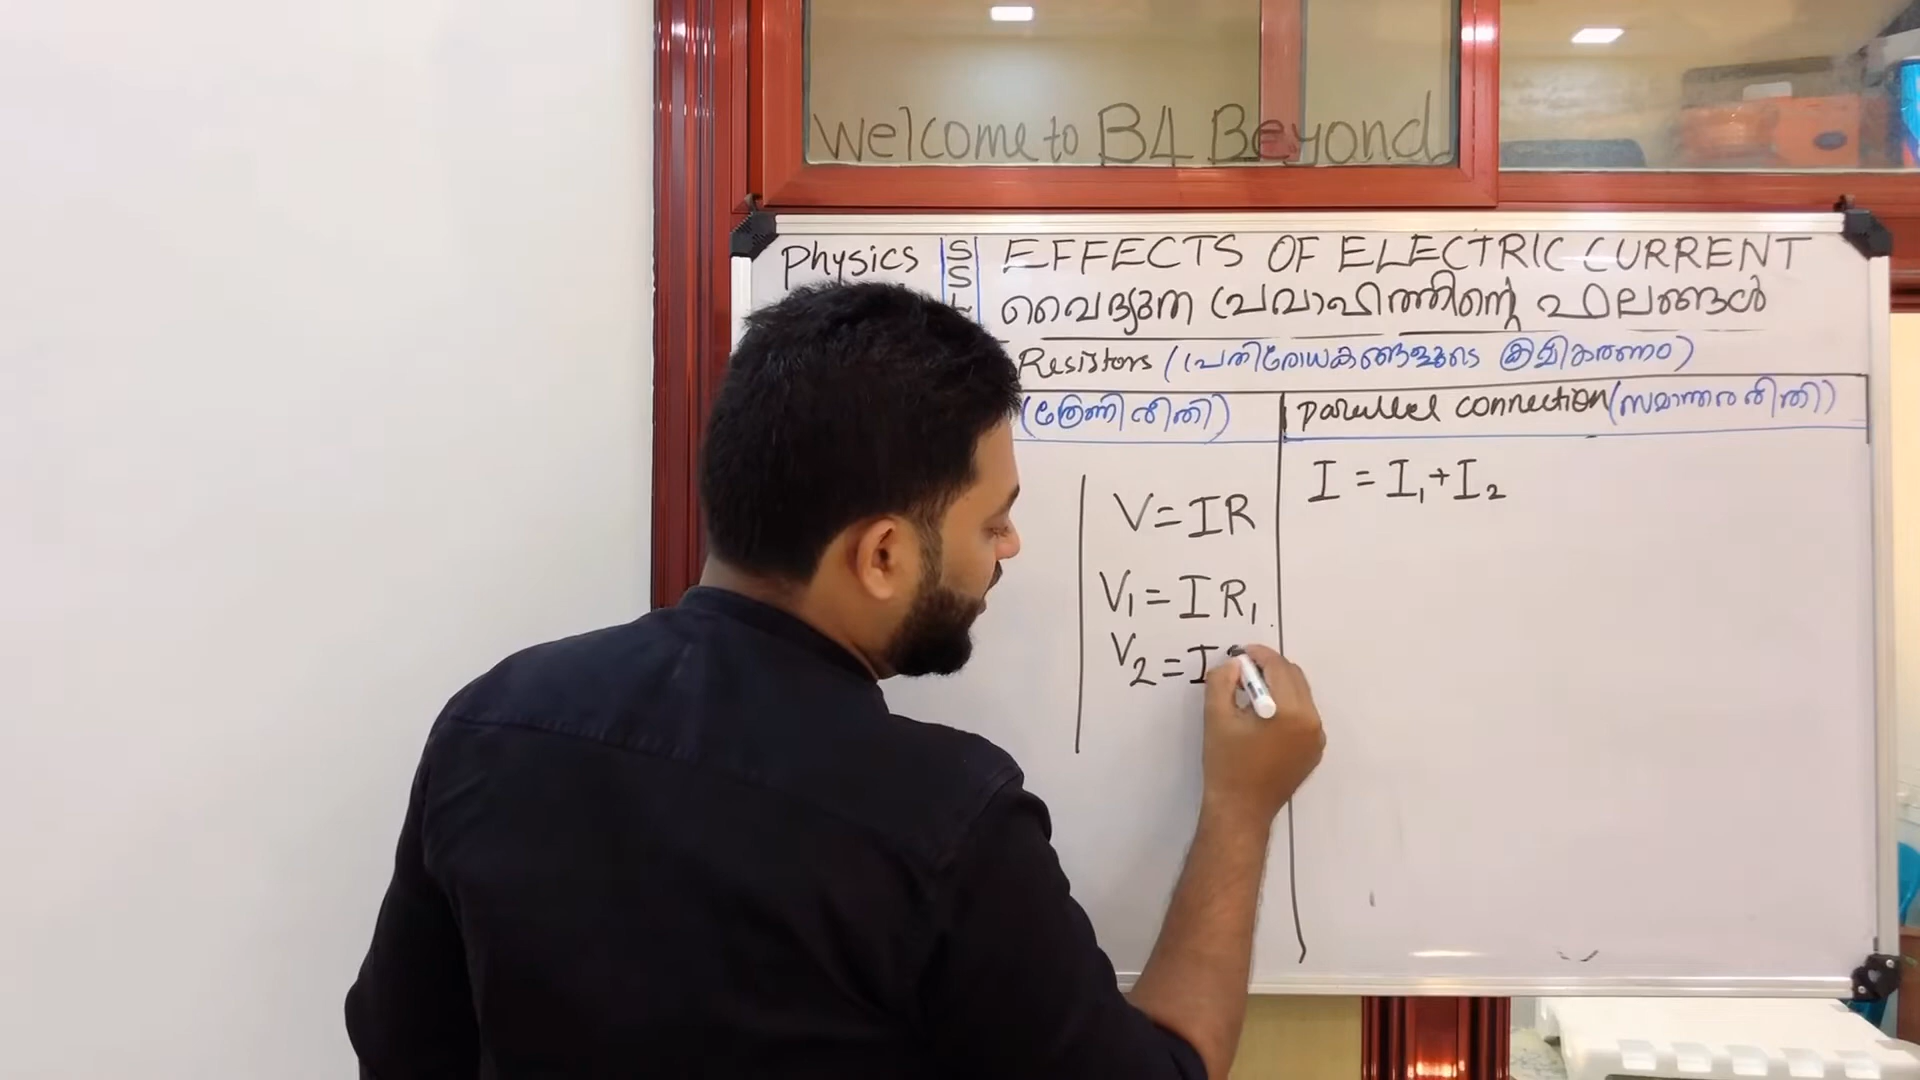 Welcome to B4 Beyond
Physics
SS
EFFECTS OF ELECTRIC CURRENT
വൈദ്യുത പ്രവാഹത്തിന്റെ ഫലങ്ങൾ
Resistors (പ്രതിരോധകങ്ങളുടെ ക്രമീകരണം)
(ശ്രേണീ രീതി)
Parallel connection (സമാന്തര രീതി)
V = IR
V₁ = IR₁
V₂ = I
I = I₁ + I₂